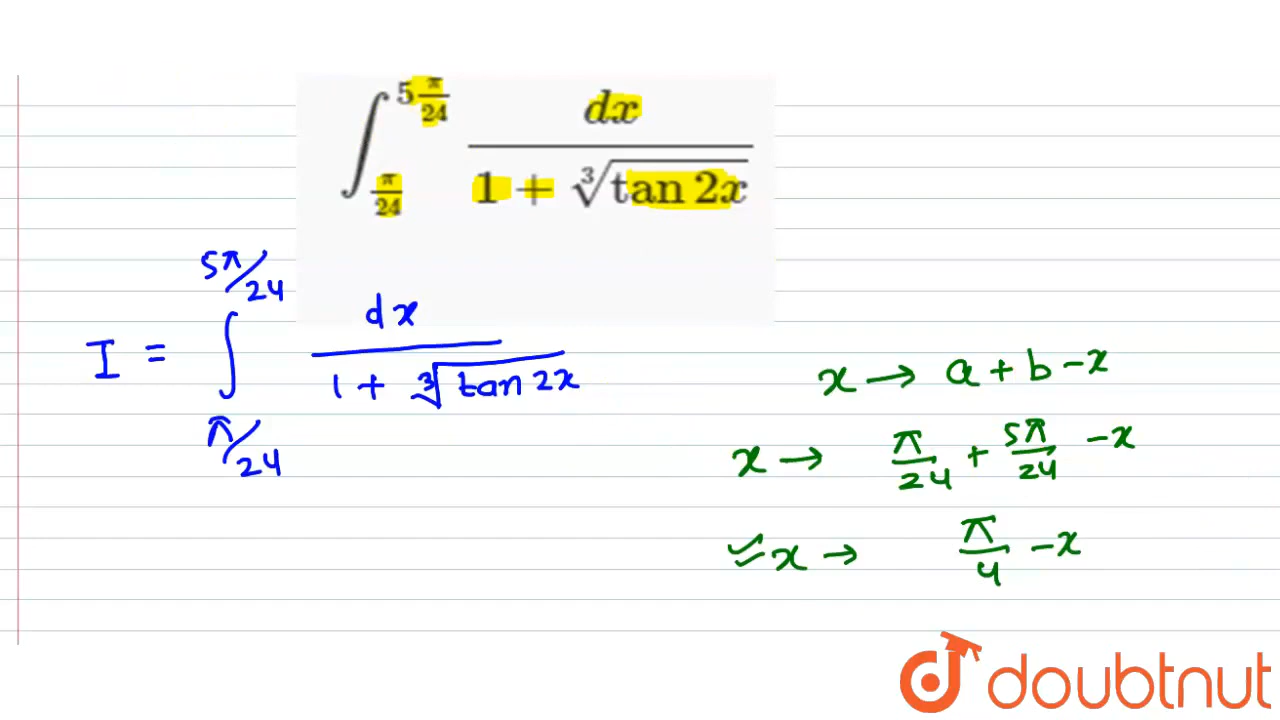 ∫_{π/24}^{5π/24} dx / (1 + ∛(tan 2x))
I = ∫_{π/24}^{5π/24} dx / (1 + ∛(tan 2x))
x → a + b - x
x → π/24 + 5π/24 - x
x → π/4 - x
doubtnut